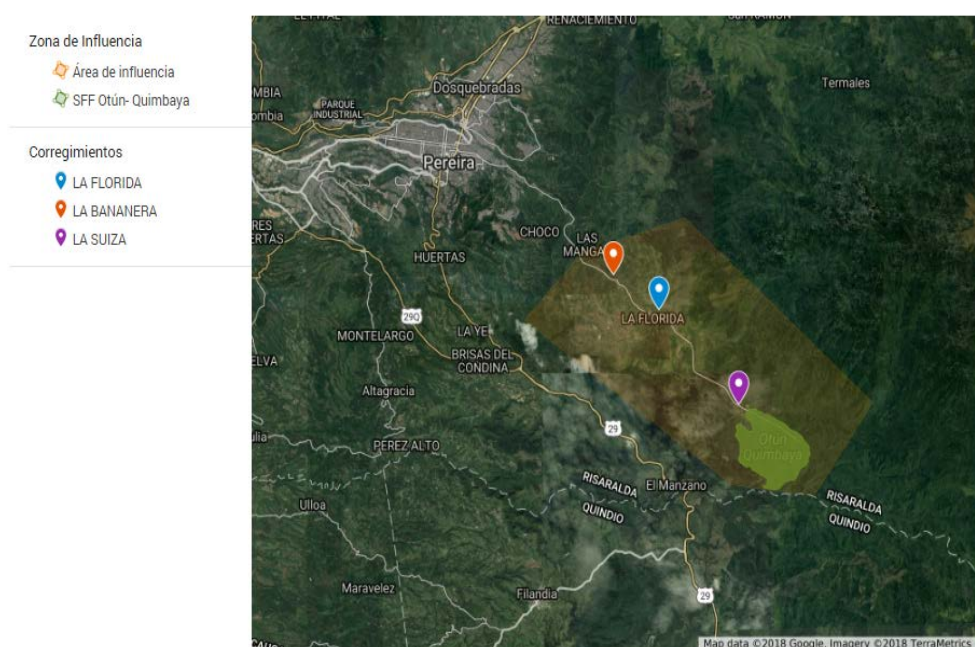 Zona de Influencia
Área de influencia
SFF Otún- Quimbaya
Corregimientos
LA FLORIDA
LA BANANERA
LA SUIZA
RENACIEMIENTO
Termales
Dosquebradas
PARQUE
INDUSTRIAL
Pereira
CHOCO
LAS
MANGA
HUERTAS
LA FLORIDA
29Q
MONTELARGO
LA YE
BRISAS DEL
CONDINA
Altagracia
29
Otún
Quimbaya
PEREZ ALTO
RISARALDA
El Manzano
RISARALDA
QUINDIO
QUINDIO
Ulloa
Maravelez
Filandia
29
Map data ©2018 Google, Imagery ©2018 TerraMetrics